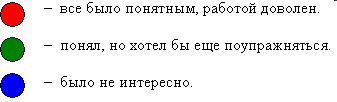 – все было понятным, работой доволен.
– понял, но хотел бы еще поупражняться.
– было не интересно.